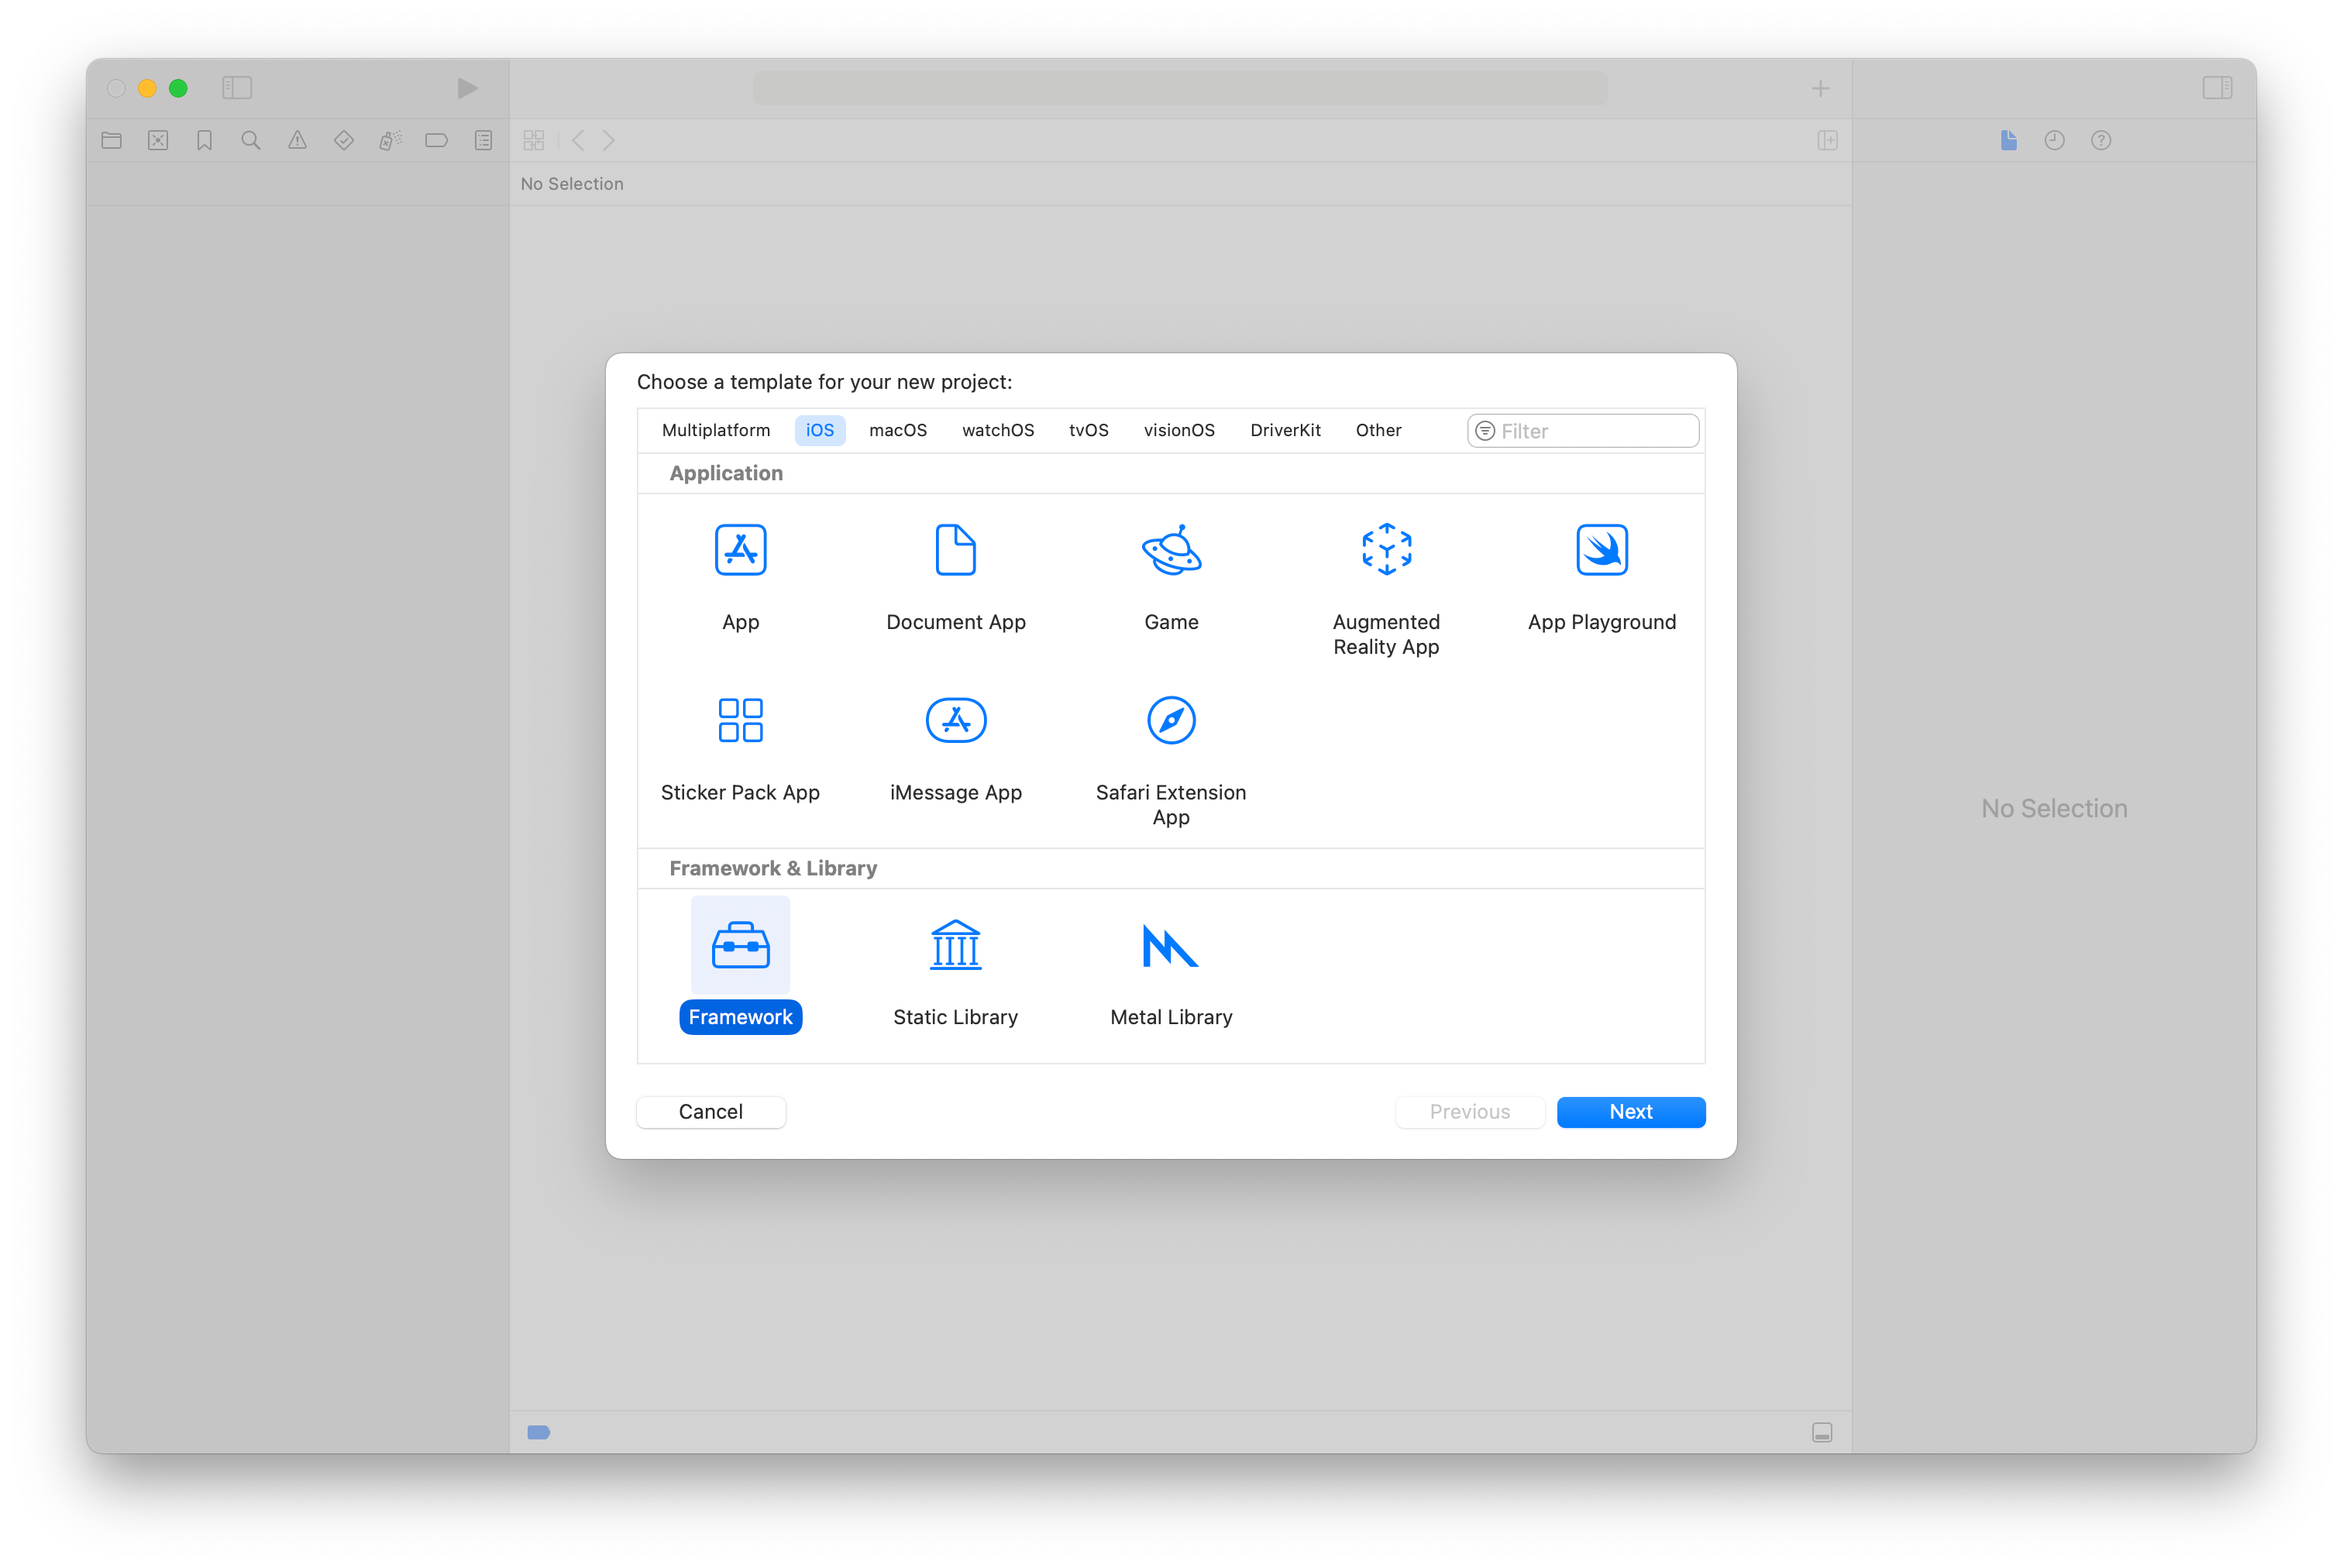 No Selection
Choose a template for your new project:
Multiplatform iOS macOS watchOS tvOS visionOS DriverKit Other Filter
Application
App Document App Game Augmented Reality App App Playground
Sticker Pack App iMessage App Safari Extension App
No Selection
Framework & Library
Framework Static Library Metal Library
Cancel Previous Next